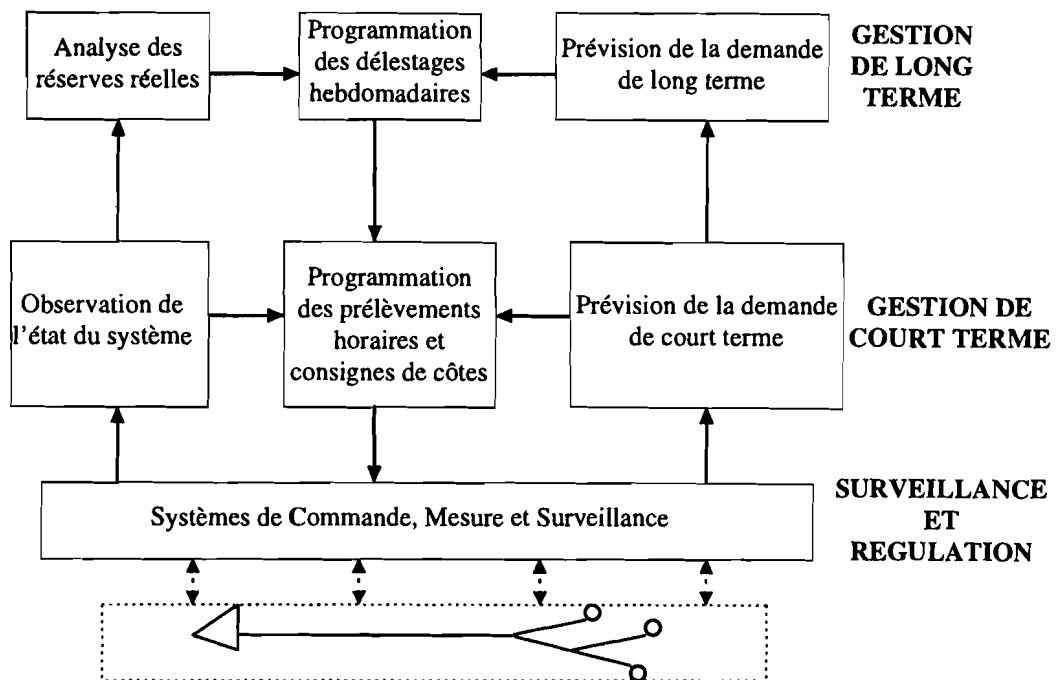 Analyse des
réserves réelles
Programmation
des délestages
hebdomadaires
Prévision de la demande
de long terme
GESTION
DE LONG
TERME
Observation de
l'état du système
Programmation
des prélèvements
horaires et
consignes de côtes
Prévision de la demande
de court terme
GESTION DE
COURT TERME
Systèmes de Commande, Mesure et Surveillance
SURVEILLANCE
ET
REGULATION